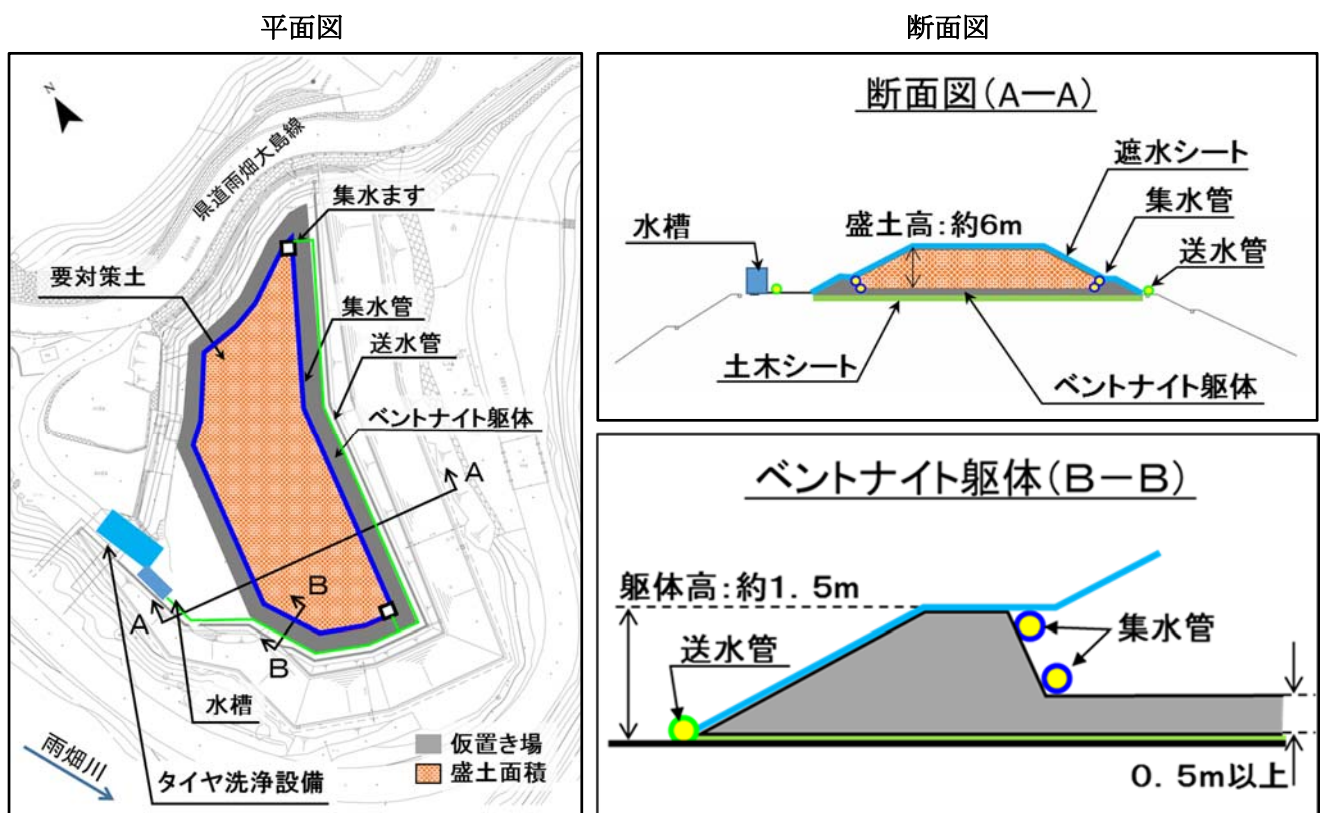 平面図
N
県道雨畑大島線
集水ます
要対策土
集水管
送水管
ベントナイト躯体
A
B
A
B
水槽
仮置き場
盛土面積
雨畑川
タイヤ洗浄設備
断面図
断面図(A－A)
遮水シート
集水管
水槽
盛土高：約6m
送水管
土木シート
ベントナイト躯体
ベントナイト躯体(B－B)
躯体高：約1．5m
送水管
集水管
0．5m以上